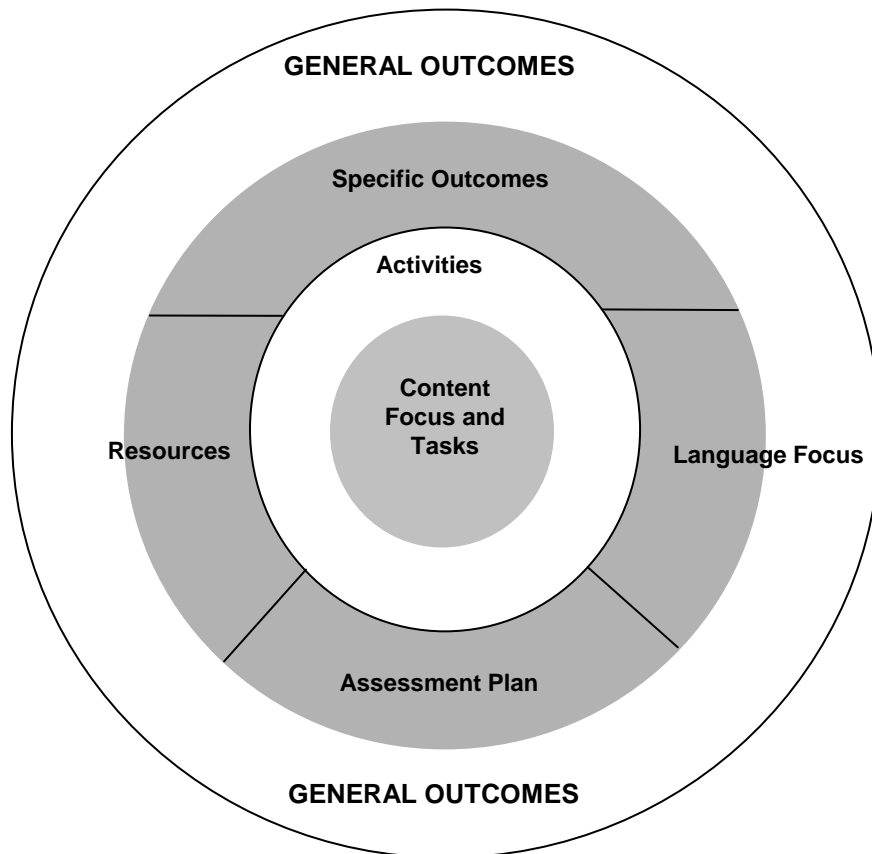 GENERAL OUTCOMES
Specific Outcomes
Activities
Content
Focus and
Tasks
Resources
Language Focus
Assessment Plan
GENERAL OUTCOMES